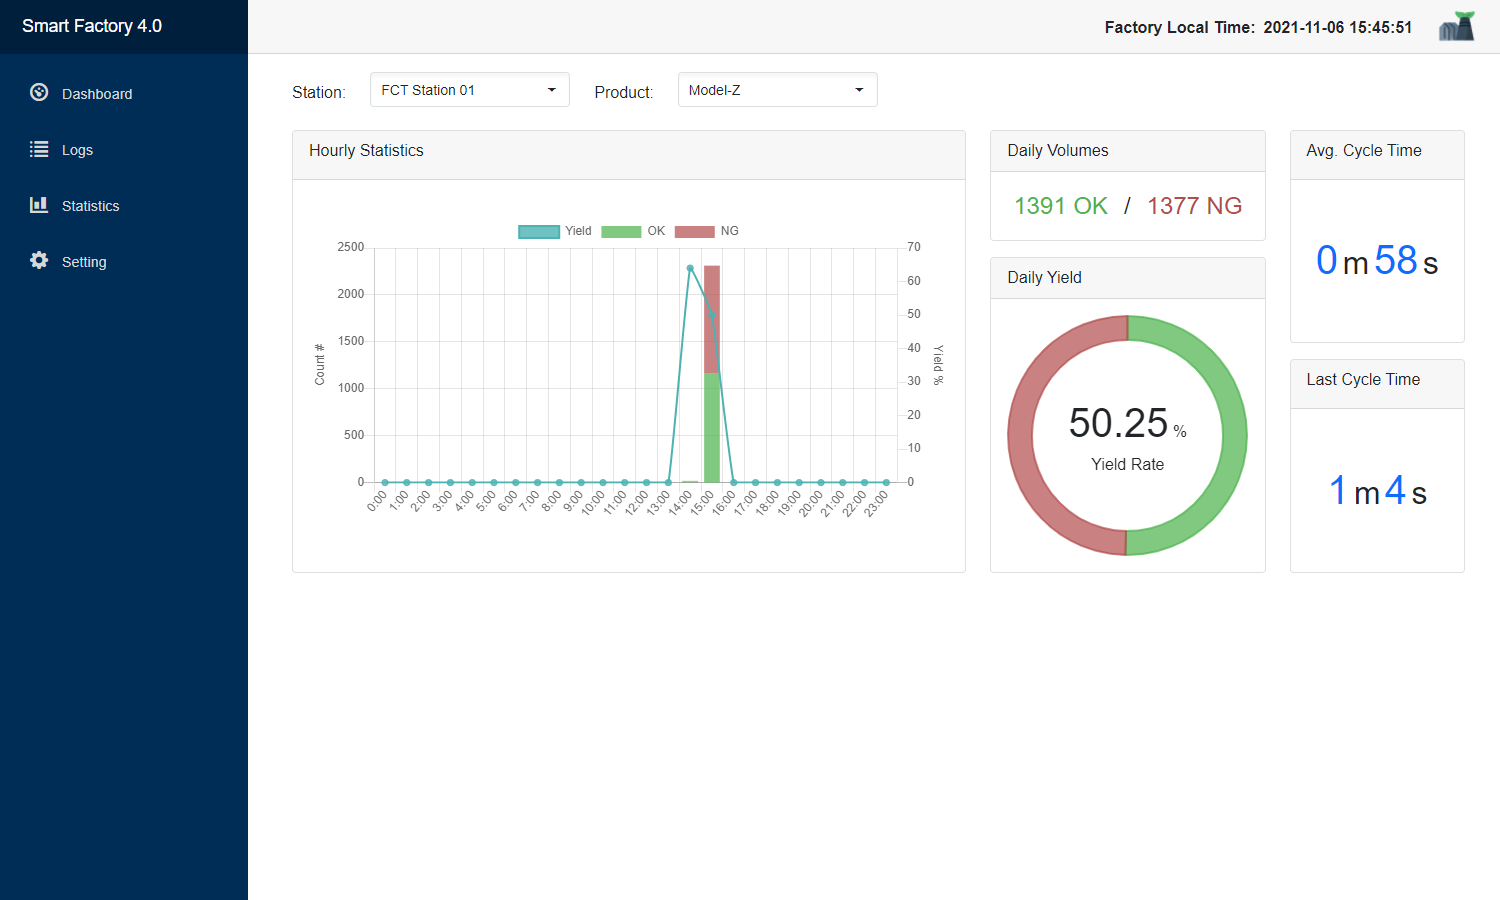 Smart Factory 4.0
Factory Local Time: 2021-11-06 15:45:51
Dashboard
Logs
Statistics
Setting
Station: FCT Station 01 Product: Model-Z
Hourly Statistics
Yield OK NG
2500
2000
1500
1000
500
0
Count #
70
60
50
40
30
20
10
0
Yield %
0:00 1:00 2:00 3:00 4:00 5:00 6:00 7:00 8:00 9:00 10:00 11:00 12:00 13:00 14:00 15:00 16:00 17:00 18:00 19:00 20:00 21:00 22:00 23:00
Daily Volumes
1391 OK / 1377 NG
Daily Yield
50.25 %
Yield Rate
Avg. Cycle Time
0 m 58 s
Last Cycle Time
1 m 4 s